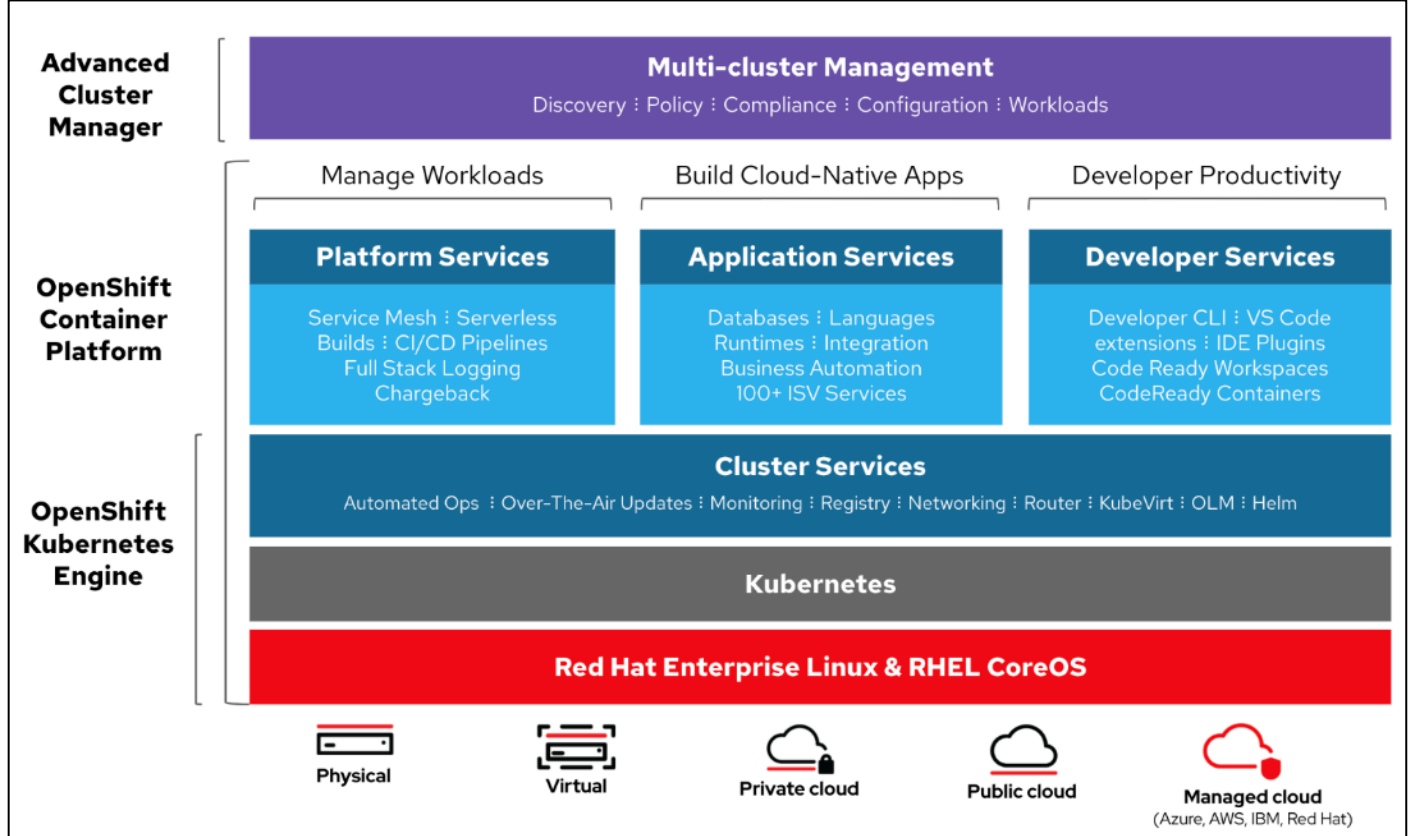 Advanced
Cluster
Manager
Multi-cluster Management
Discovery ⁝ Policy ⁝ Compliance ⁝ Configuration ⁝ Workloads
OpenShift
Container
Platform
Manage Workloads
Build Cloud-Native Apps
Developer Productivity
Platform Services
Service Mesh ⁝ Serverless
Builds ⁝ CI/CD Pipelines
Full Stack Logging
Chargeback
Application Services
Databases ⁝ Languages
Runtimes ⁝ Integration
Business Automation
100+ ISV Services
Developer Services
Developer CLI ⁝ VS Code
extensions ⁝ IDE Plugins
Code Ready Workspaces
CodeReady Containers
OpenShift
Kubernetes
Engine
Cluster Services
Automated Ops ⁝ Over-The-Air Updates ⁝ Monitoring ⁝ Registry ⁝ Networking ⁝ Router ⁝ KubeVirt ⁝ OLM ⁝ Helm
Kubernetes
Red Hat Enterprise Linux & RHEL CoreOS
Physical
Virtual
Private cloud
Public cloud
Managed cloud
(Azure, AWS, IBM, Red Hat)